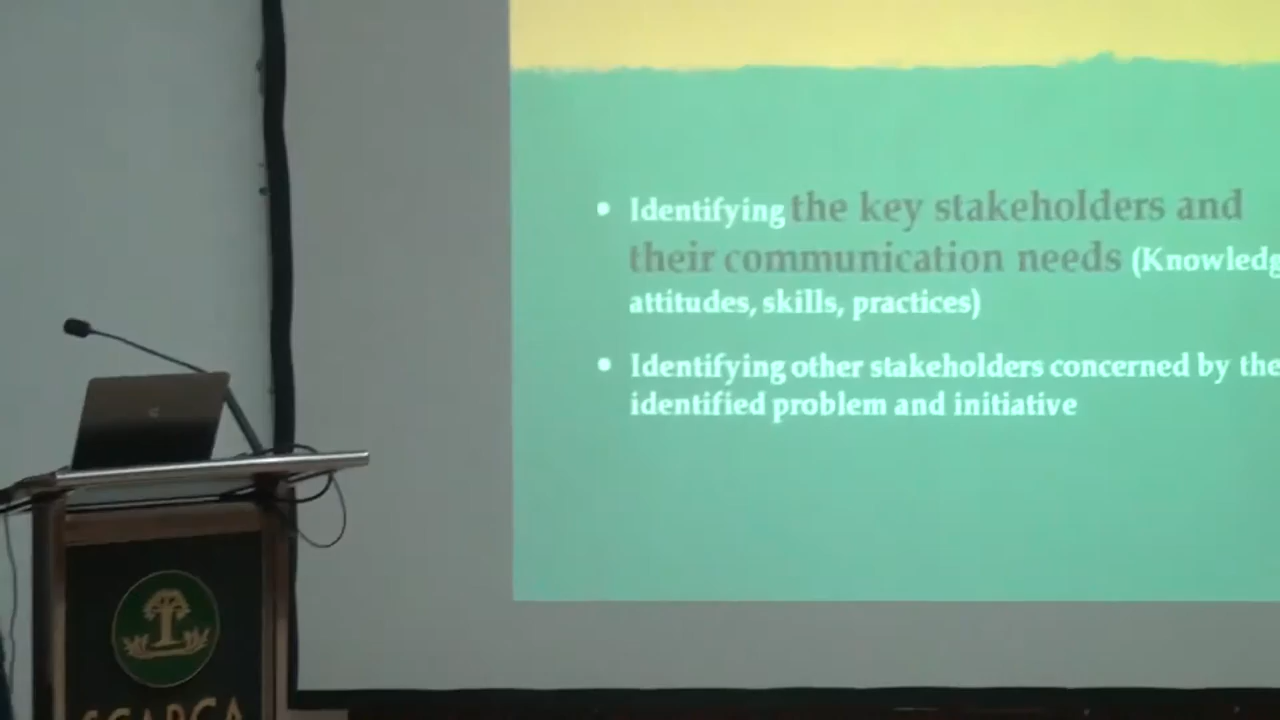 • Identifying the key stakeholders and
their communication needs (Knowledg
attitudes, skills, practices)
• Identifying other stakeholders concerned by the
identified problem and initiative